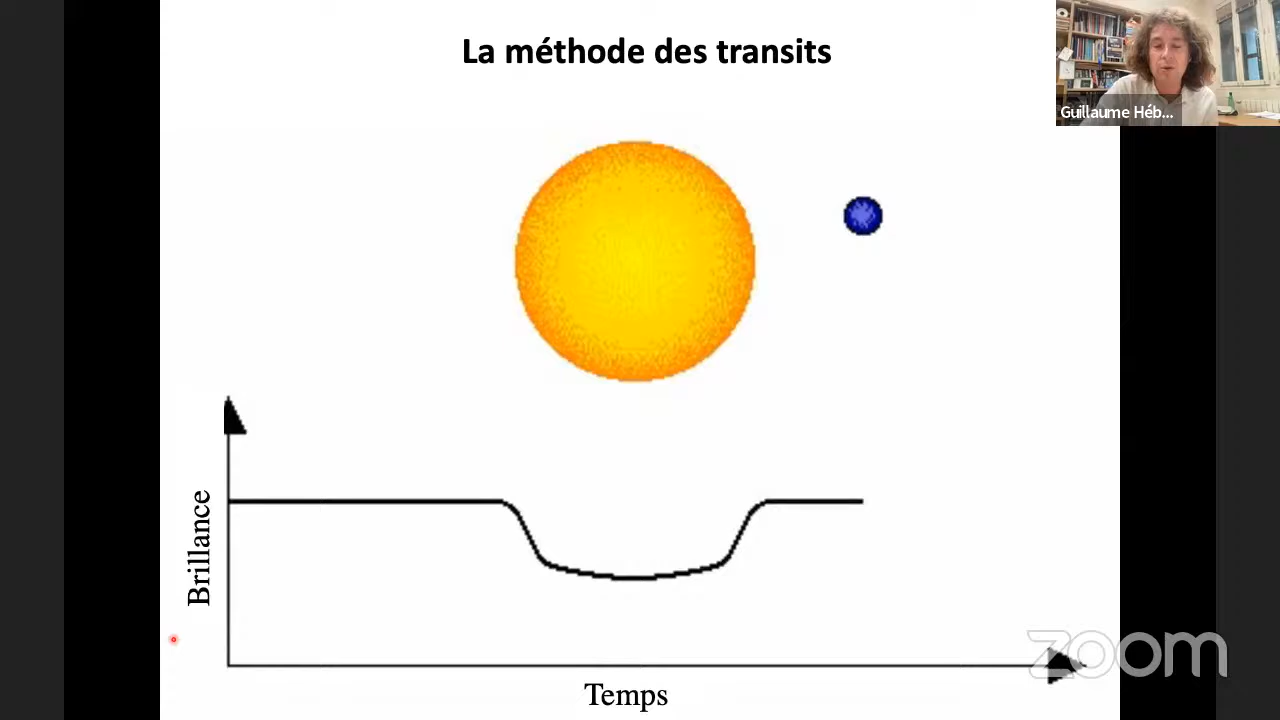 La méthode des transits
Guillaume Héb...
Brillance
Temps
zoom